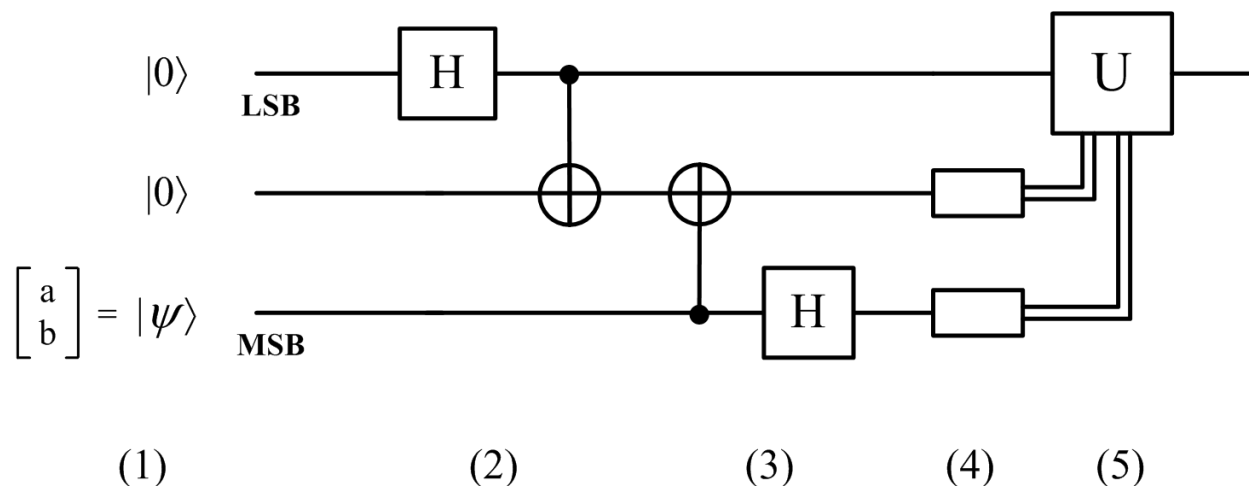 |0⟩ H U
LSB
|0⟩
[a b] = |ψ⟩ H
MSB
(1) (2) (3) (4) (5)